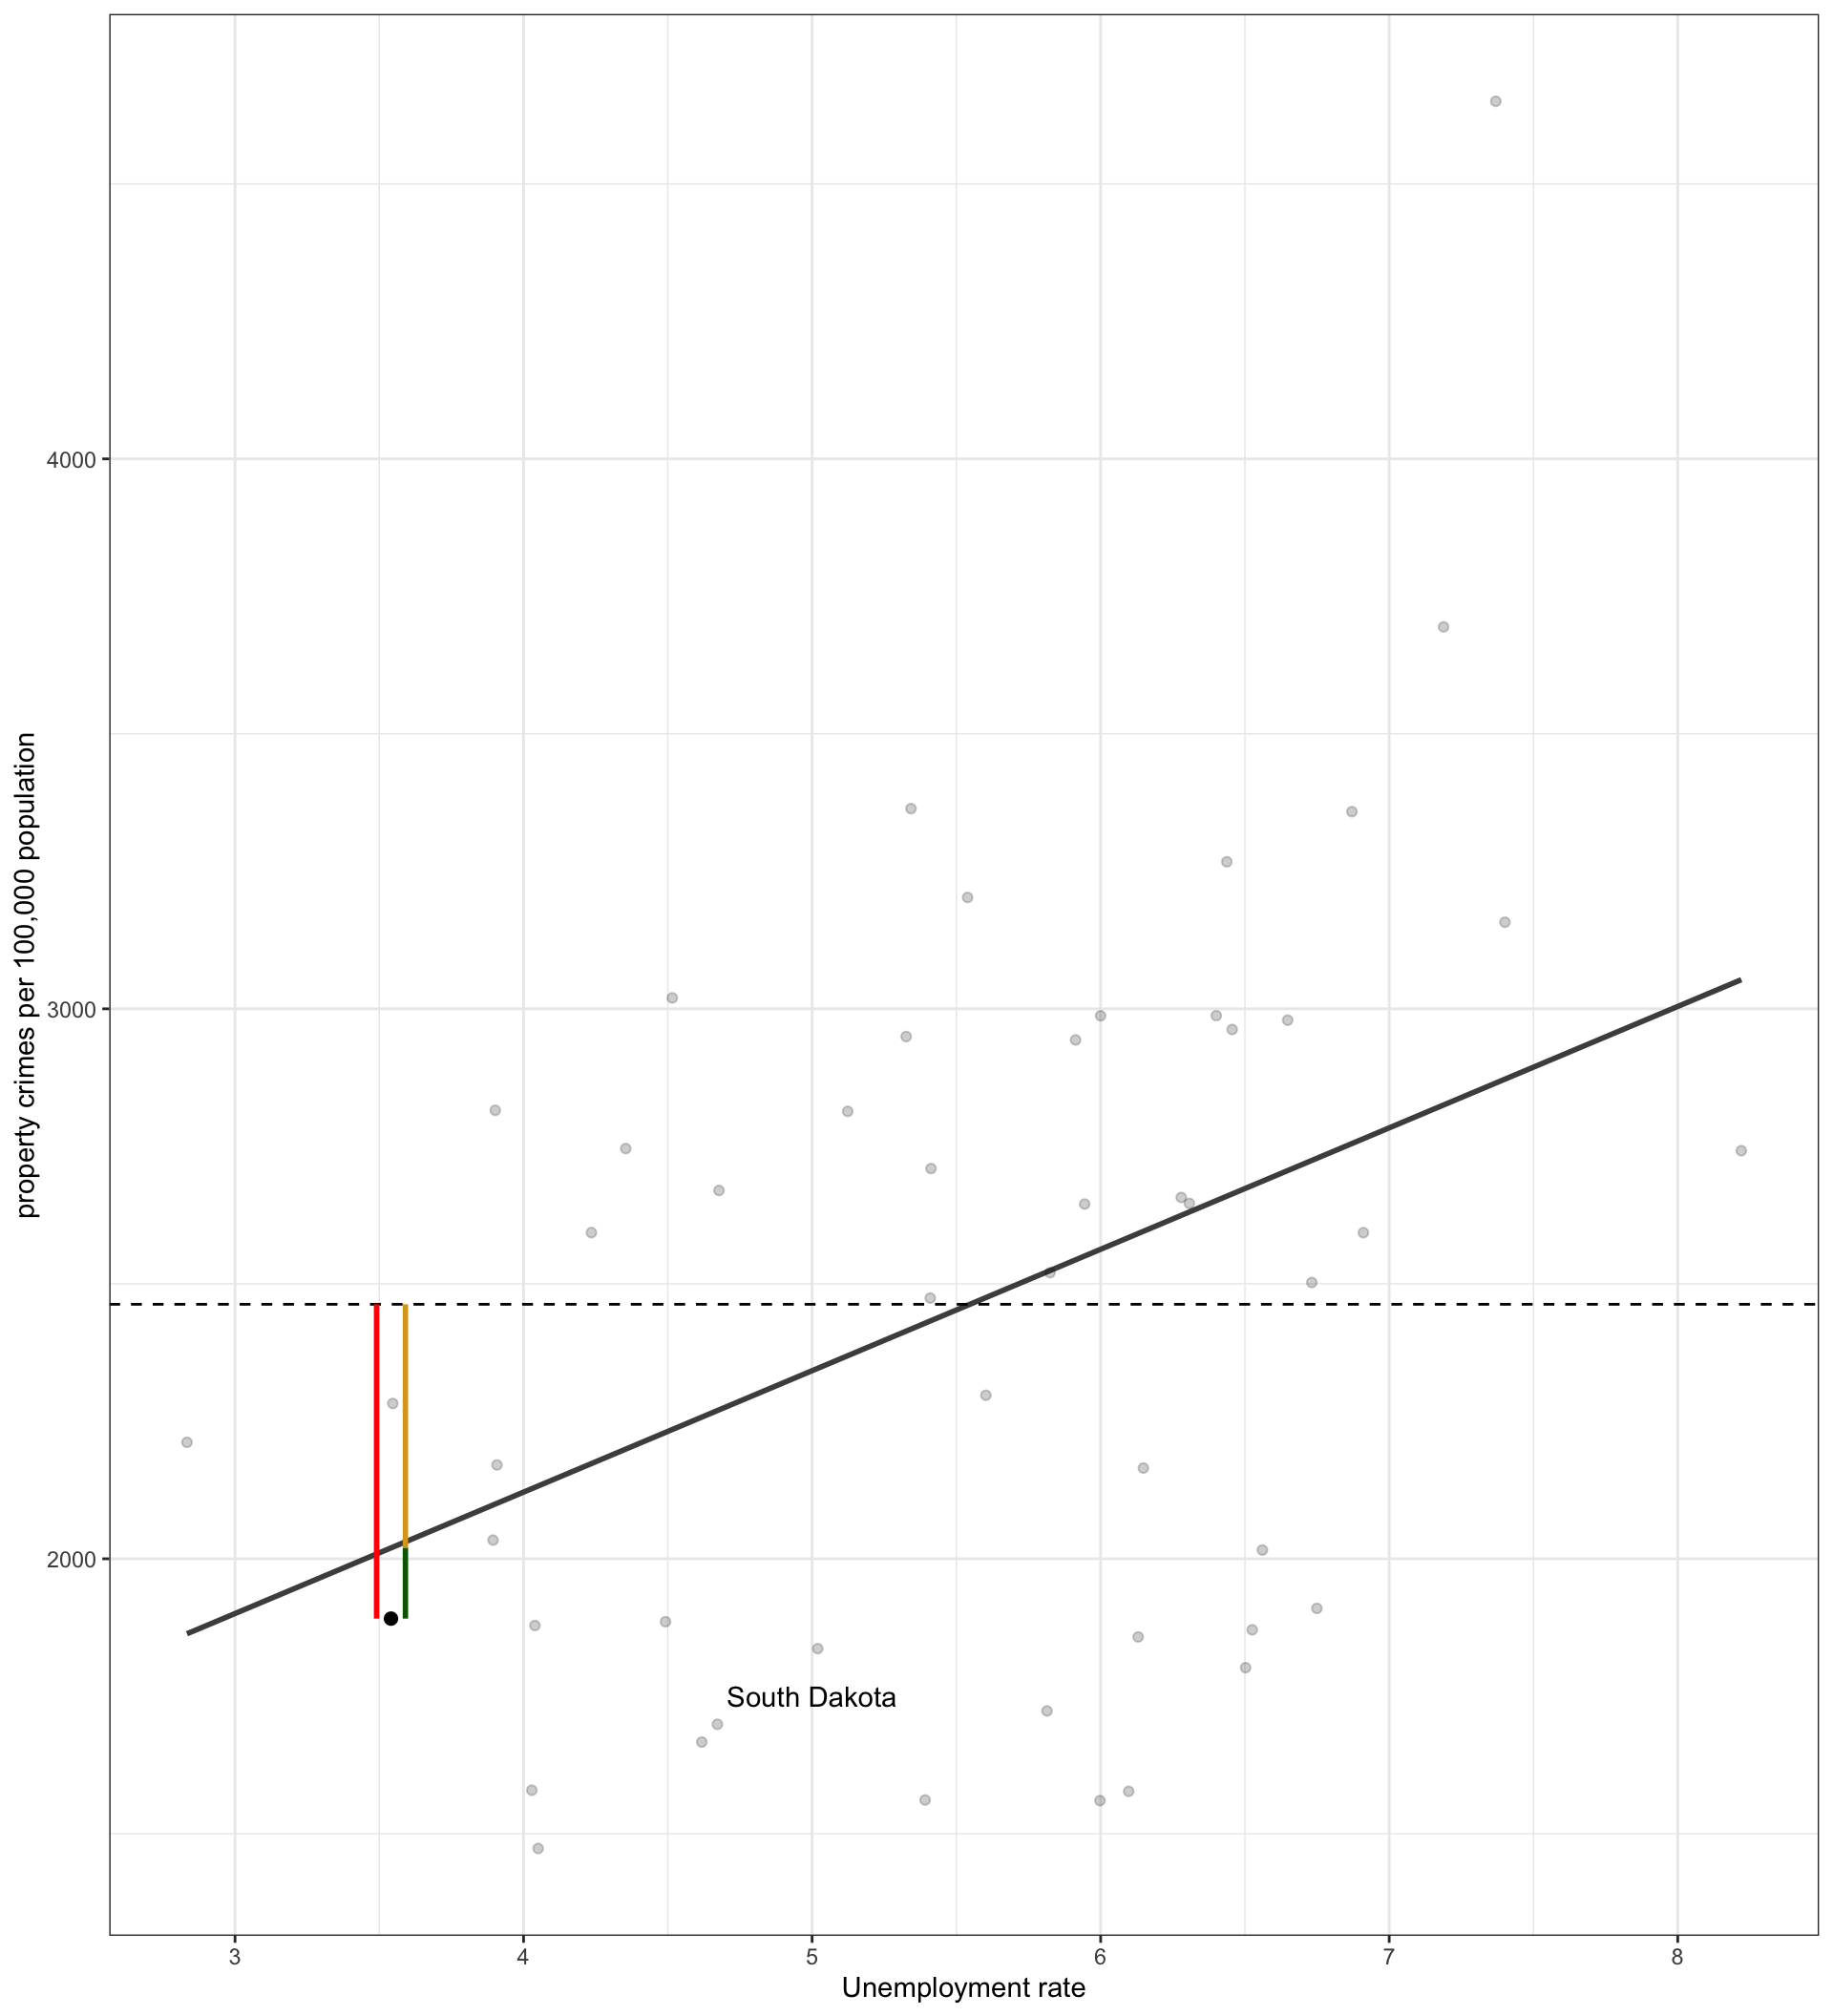 property crimes per 100,000 population
4000
3000
2000
South Dakota
3 4 5 6 7 8
Unemployment rate